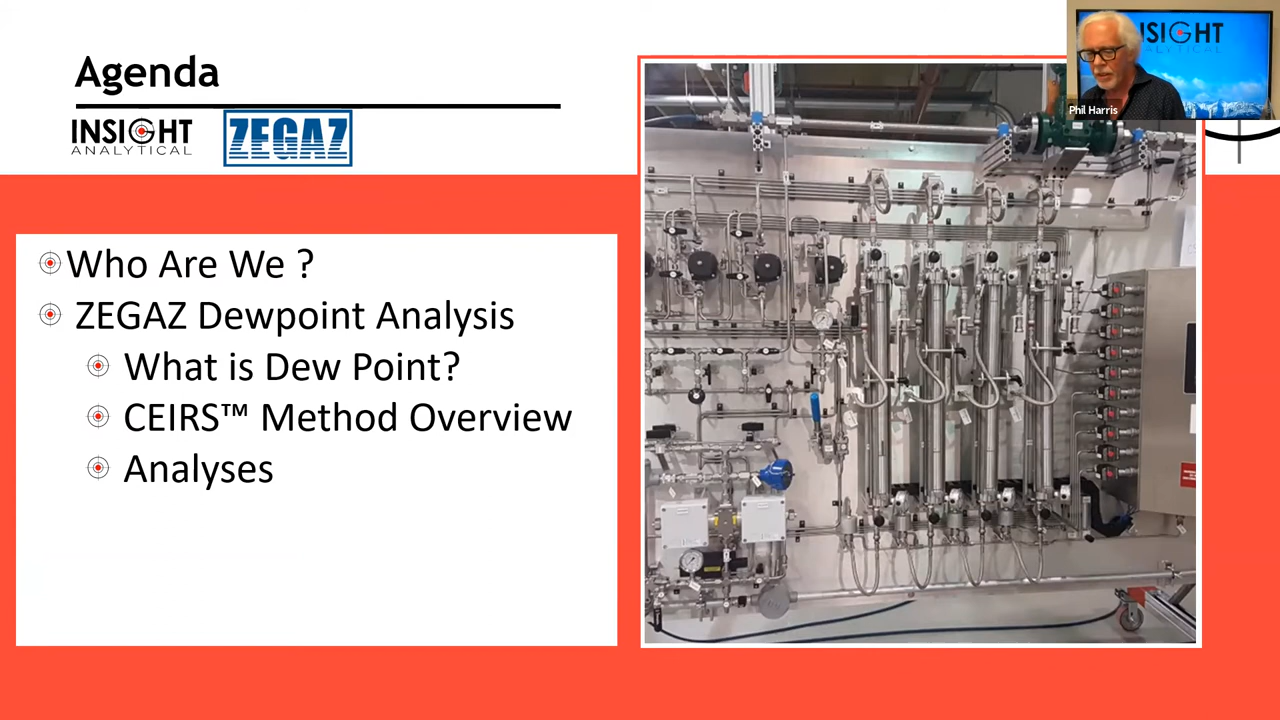 Agenda
INSIGHT
ANALYTICAL
ZEGAZ
Who Are We ?
ZEGAZ Dewpoint Analysis
What is Dew Point?
CEIRS™ Method Overview
Analyses
INSIGHT
ANALYTICAL
Phil Harris